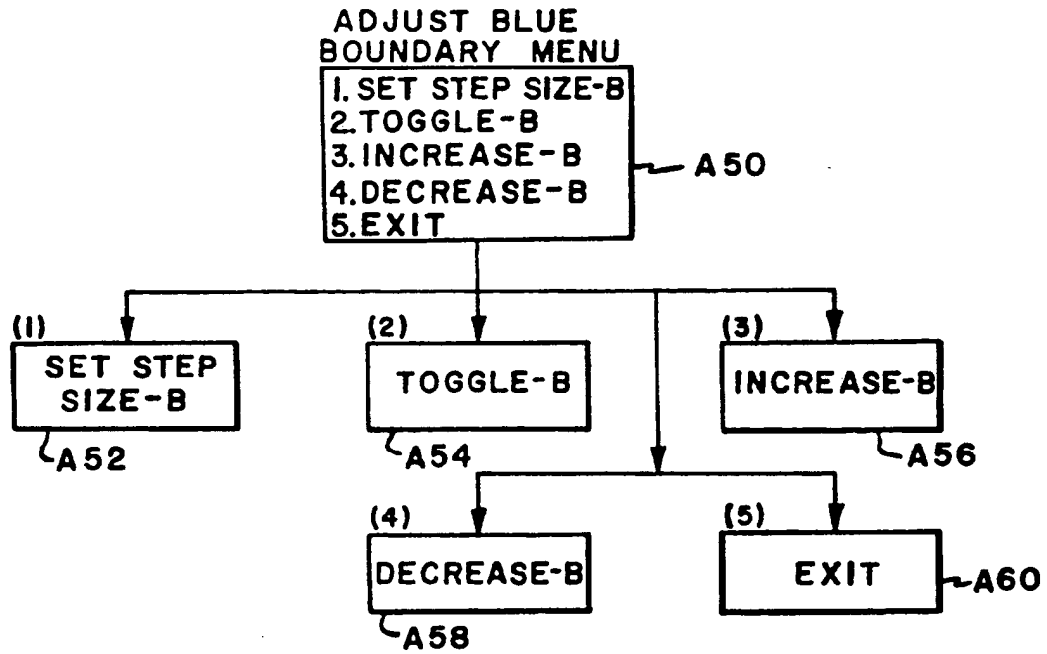 ADJUST BLUE
BOUNDARY MENU
1. SET STEP SIZE-B
2. TOGGLE-B
3. INCREASE-B
4. DECREASE-B
5. EXIT
A50
(1)
SET STEP
SIZE-B
A52
(2)
TOGGLE-B
A54
(3)
INCREASE-B
A56
(4)
DECREASE-B
A58
(5)
EXIT
A60